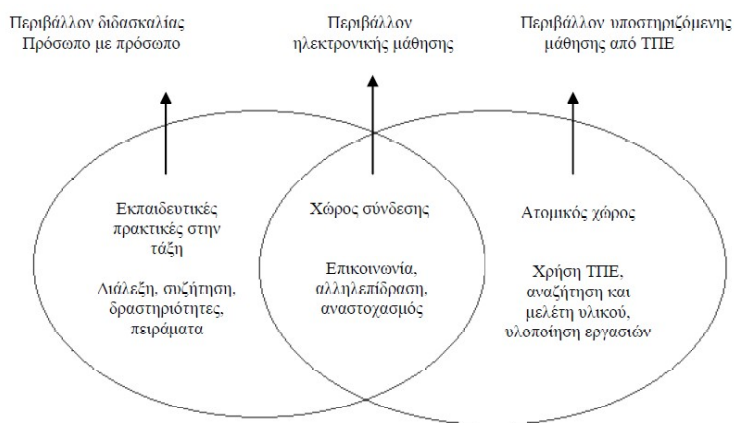 Περιβάλλον διδασκαλίας
Πρόσωπο με πρόσωπο
Περιβάλλον
ηλεκτρονικής μάθησης
Περιβάλλον υποστηριζόμενης
μάθησης από ΤΠΕ
Εκπαιδευτικές
πρακτικές στην
τάξη
Διάλεξη, συζήτηση,
δραστηριότητες,
πειράματα
Χώρος σύνδεσης
Επικοινωνία,
αλληλεπίδραση,
αναστοχασμός
Ατομικός χώρος
Χρήση ΤΠΕ,
αναζήτηση και
μελέτη υλικού,
υλοποίηση εργασιών